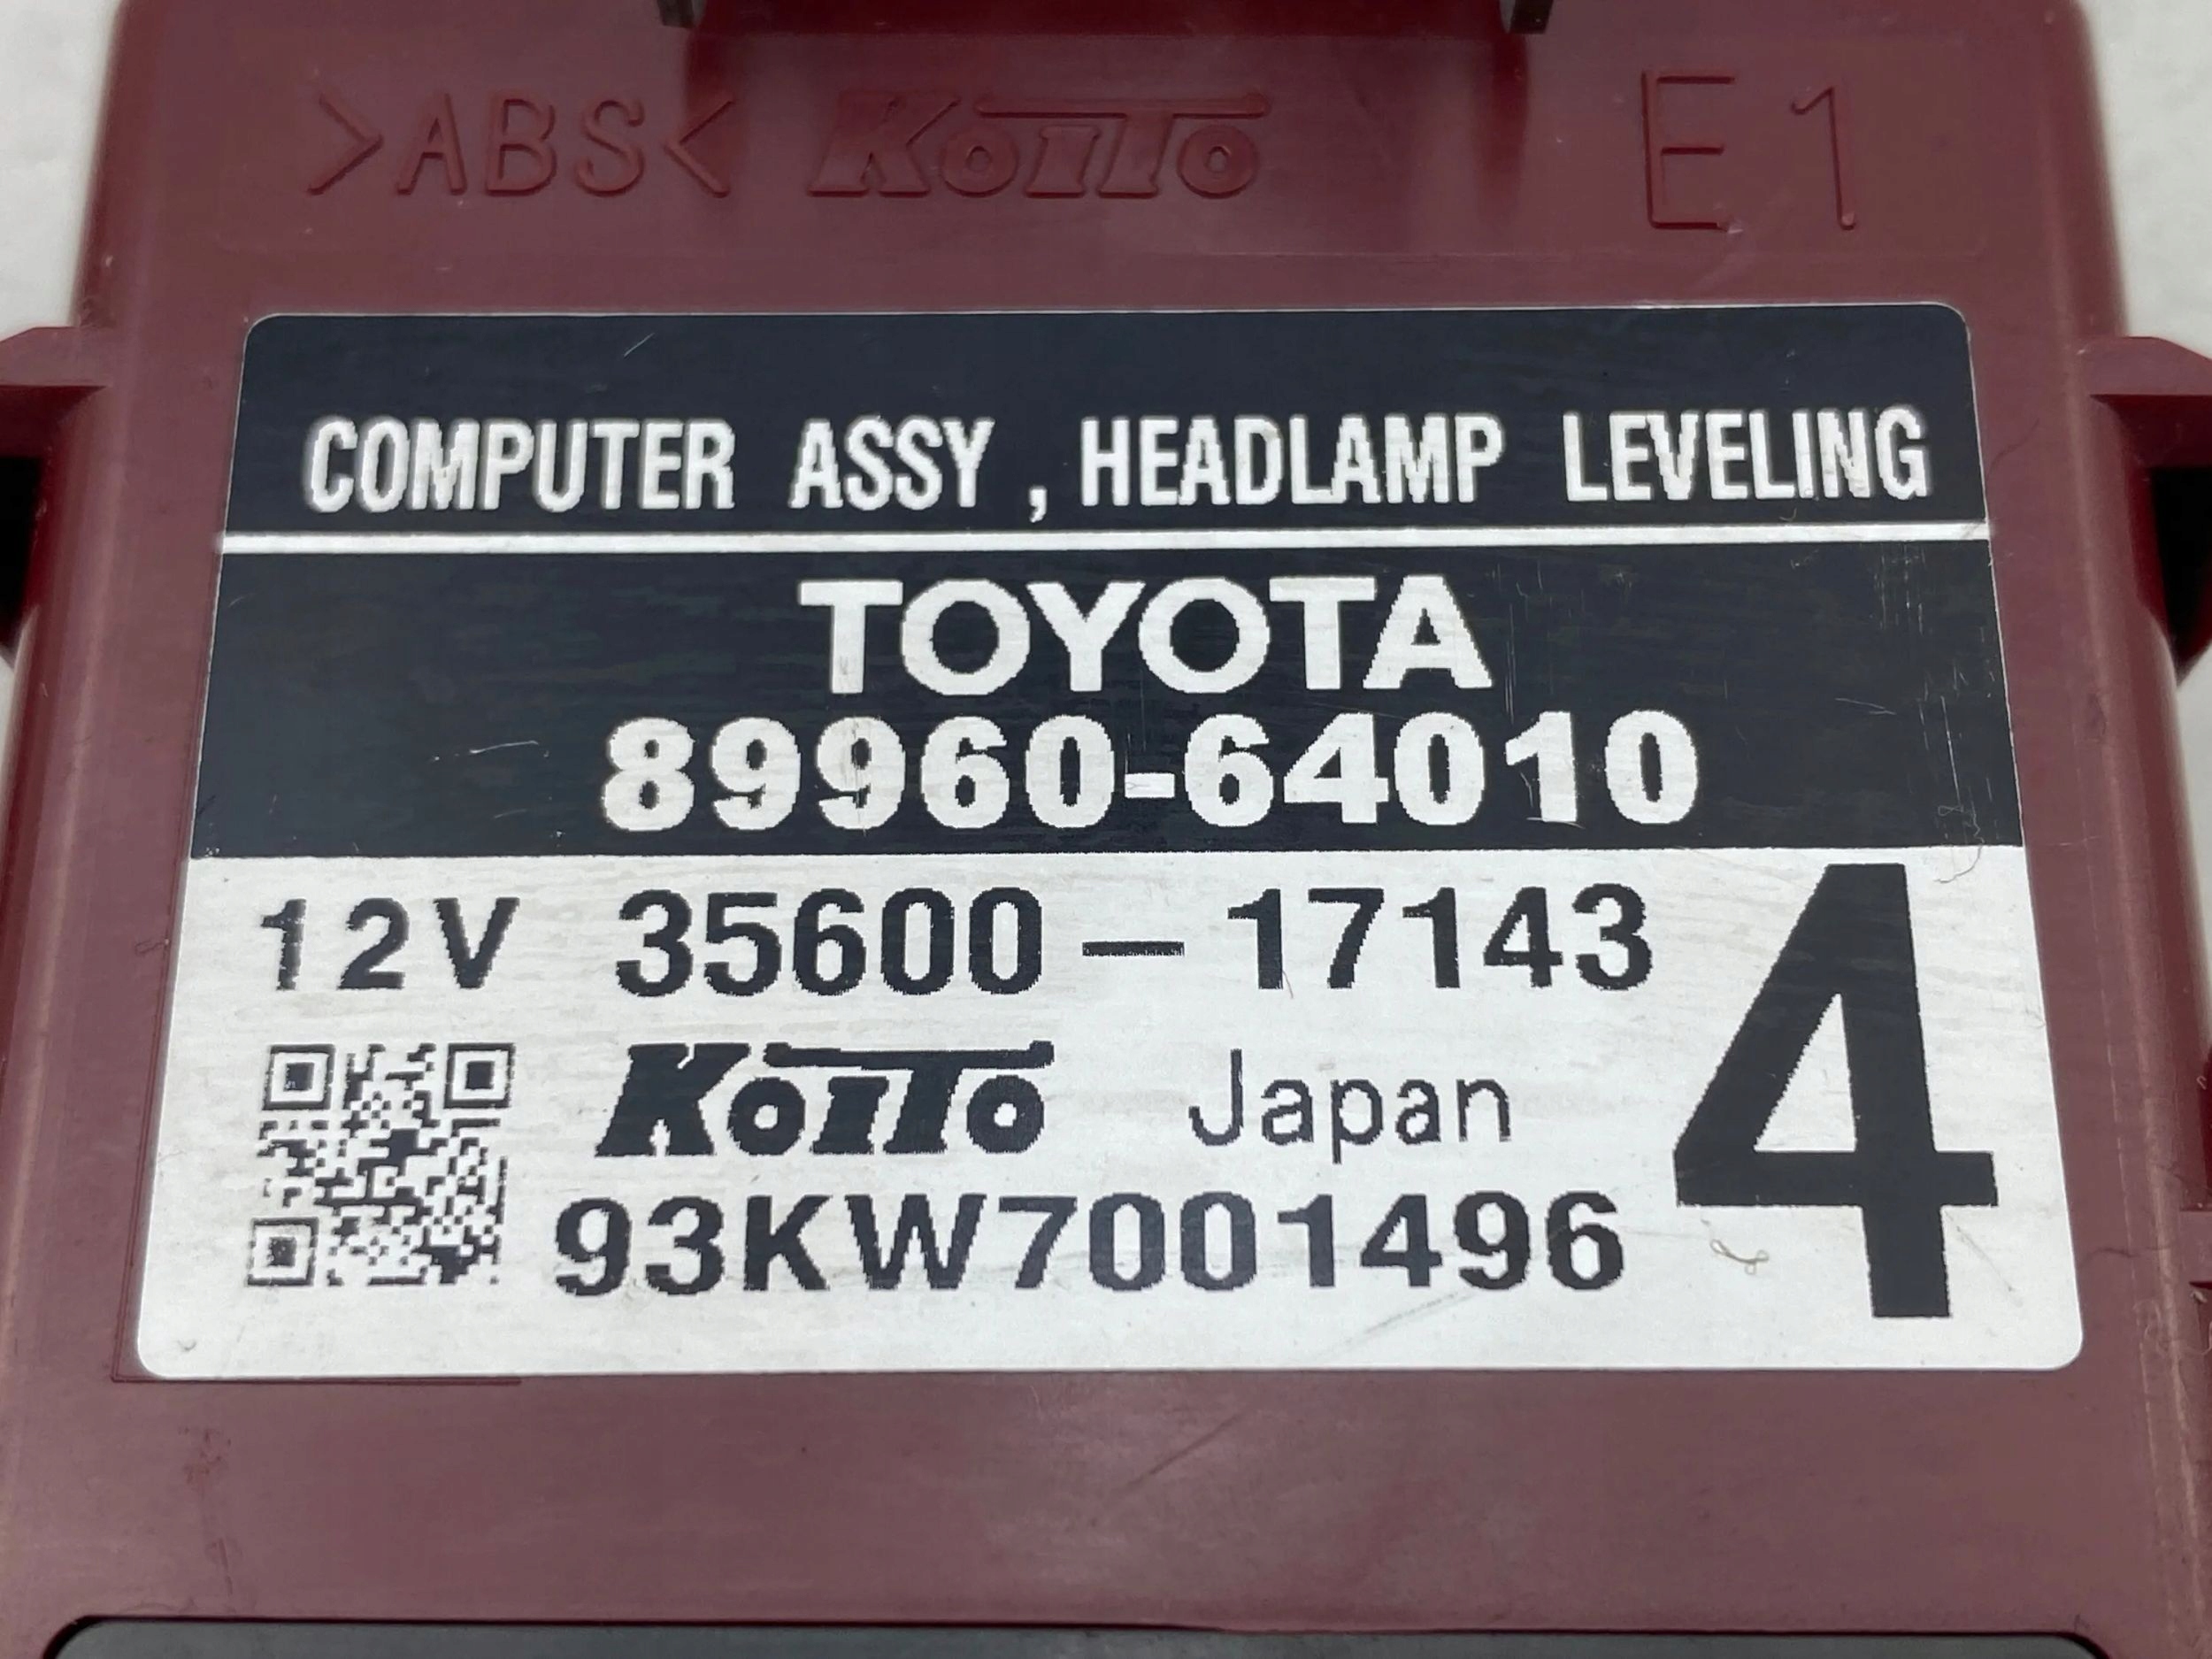 >ABS< KOITO E1
COMPUTER ASSY, HEADLAMP LEVELING
TOYOTA
89960-64010
12V 35600-17143
KOITO Japan 4
93KW7001496